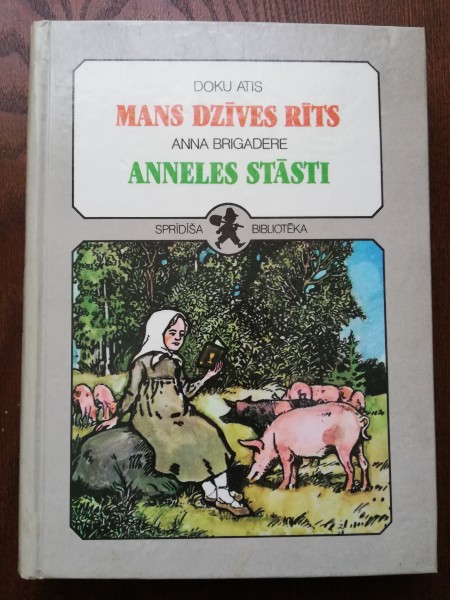 DOKU ATIS
MANS DZĪVES RĪTS
ANNA BRIGADERE
ANNELES STĀSTI
SPRĪDĪŠA BIBLIOTĒKA